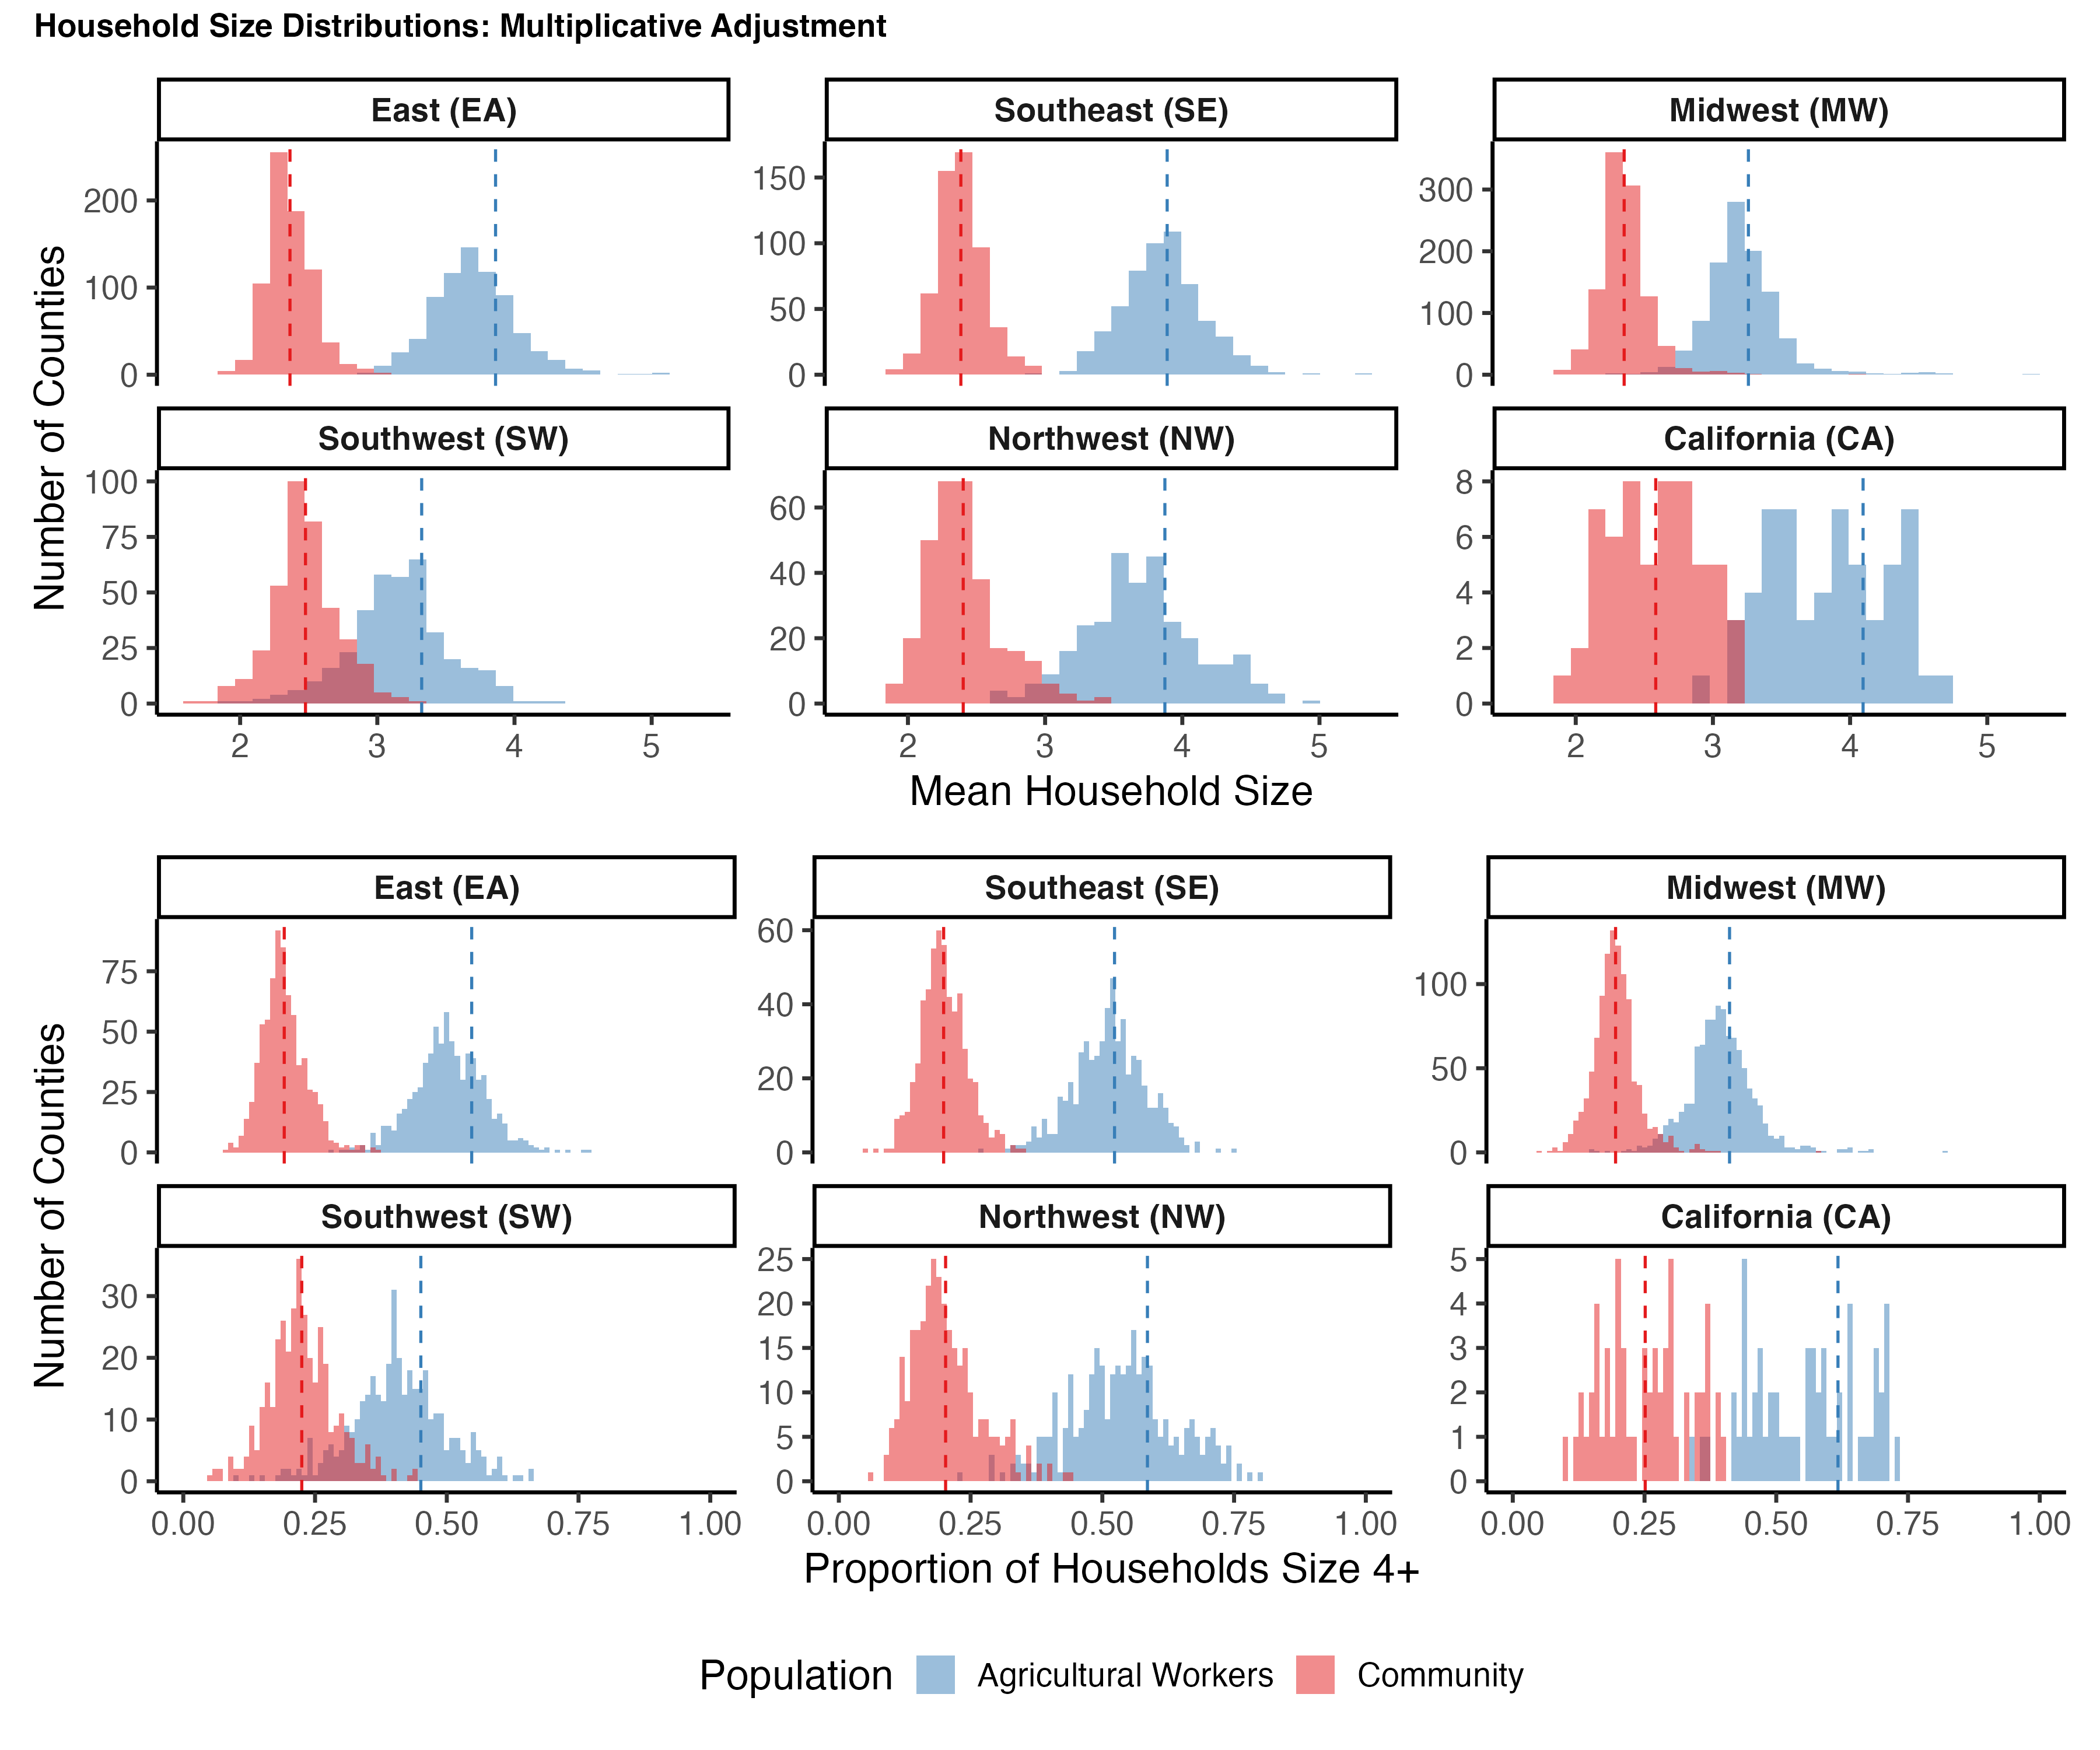 Household Size Distributions: Multiplicative Adjustment
East (EA) Southeast (SE) Midwest (MW)
200 100 0
150 100 50 0
300 200 100 0
Southwest (SW) Northwest (NW) California (CA)
100 75 50 25 0
60 40 20 0
8 6 4 2 0
Number of Counties
2 3 4 5 2 3 4 5 2 3 4 5
Mean Household Size
East (EA) Southeast (SE) Midwest (MW)
75 50 25 0
60 40 20 0
100 50 0
Southwest (SW) Northwest (NW) California (CA)
30 20 10 0
25 20 15 10 5 0
5 4 3 2 1 0
Number of Counties
0.00 0.25 0.50 0.75 1.00 0.00 0.25 0.50 0.75 1.00 0.00 0.25 0.50 0.75 1.00
Proportion of Households Size 4+
Population Agricultural Workers Community